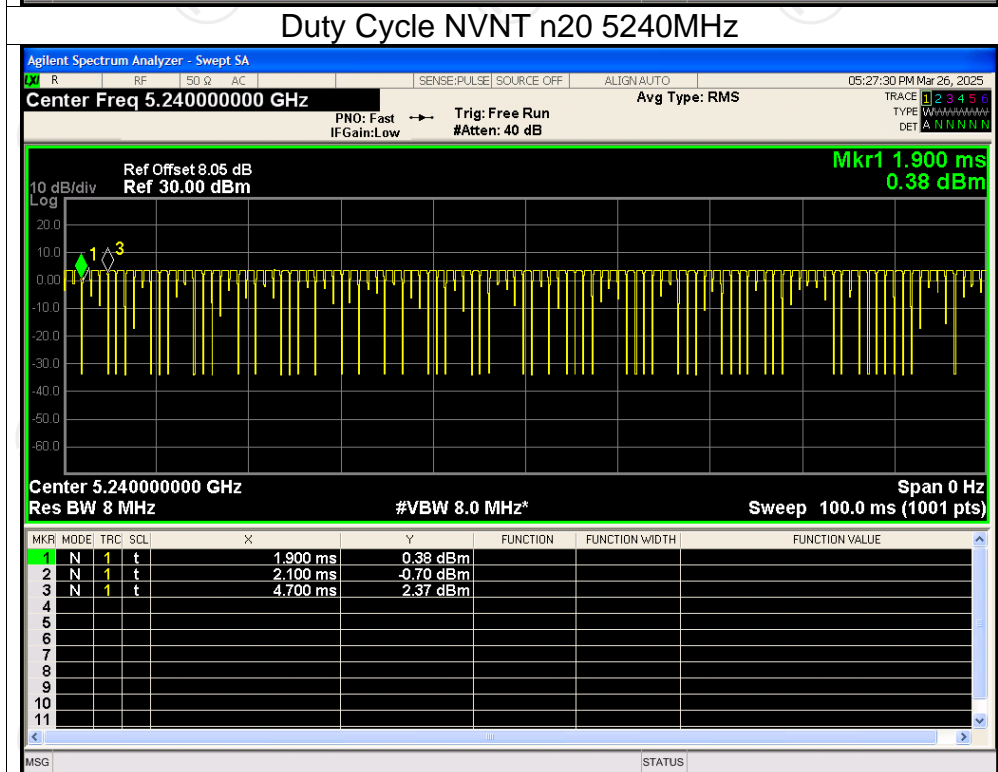 Duty Cycle NVNT n20 5240MHz
Agilent Spectrum Analyzer - Swept SA
LXI R RF 50 Ω AC SENSE:PULSE SOURCE OFF ALIGN AUTO 05:27:30 PM Mar 26, 2025
Center Freq 5.240000000 GHz Avg Type: RMS TRACE 1 2 3 4 5 6
PNO: Fast Trig: Free Run TYPE WWWWWW
IFGain:Low #Atten: 40 dB DET A N N N N N
Mkr1 1.900 ms
Ref Offset 8.05 dB
10 dB/div Ref 30.00 dBm 0.38 dBm
Log
20.0
10.0
1 3
0.00
-10.0
-20.0
-30.0
-40.0
-50.0
-60.0
Center 5.240000000 GHz Span 0 Hz
Res BW 8 MHz #VBW 8.0 MHz* Sweep 100.0 ms (1001 pts)
MKR MODE TRC SCL X Y FUNCTION FUNCTION WIDTH FUNCTION VALUE
1 N 1 t 1.900 ms 0.38 dBm
2 N 1 t 2.100 ms -0.70 dBm
3 N 1 t 4.700 ms 2.37 dBm
4
5
6
7
8
9
10
11
MSG STATUS